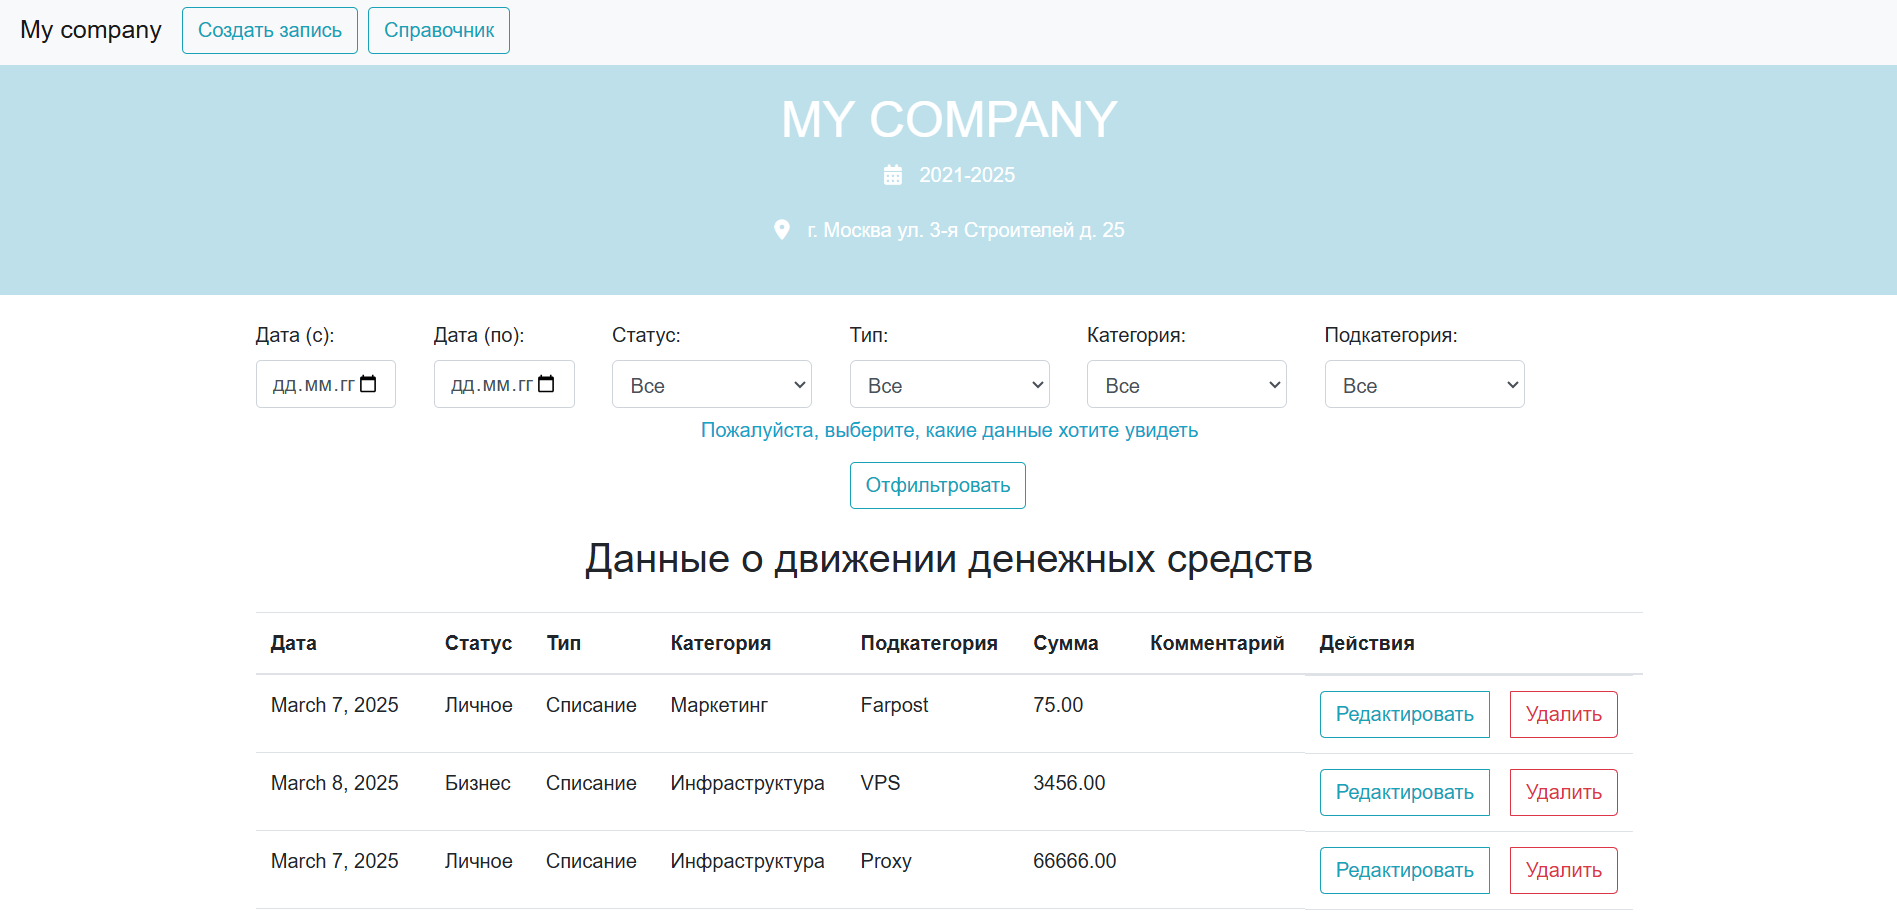 My company Создать запись Справочник
MY COMPANY
2021-2025
г. Москва ул. 3-я Строителей д. 25
Дата (с): Дата (по): Статус: Тип: Категория: Подкатегория:
дд.мм.гг дд.мм.гг Все Все Все Все
Пожалуйста, выберите, какие данные хотите увидеть
Отфильтровать
Данные о движении денежных средств
Дата Статус Тип Категория Подкатегория Сумма Комментарий Действия
March 7, 2025 Личное Списание Маркетинг Farpost 75.00 Редактировать Удалить
March 8, 2025 Бизнес Списание Инфраструктура VPS 3456.00 Редактировать Удалить
March 7, 2025 Личное Списание Инфраструктура Proxy 66666.00 Редактировать Удалить